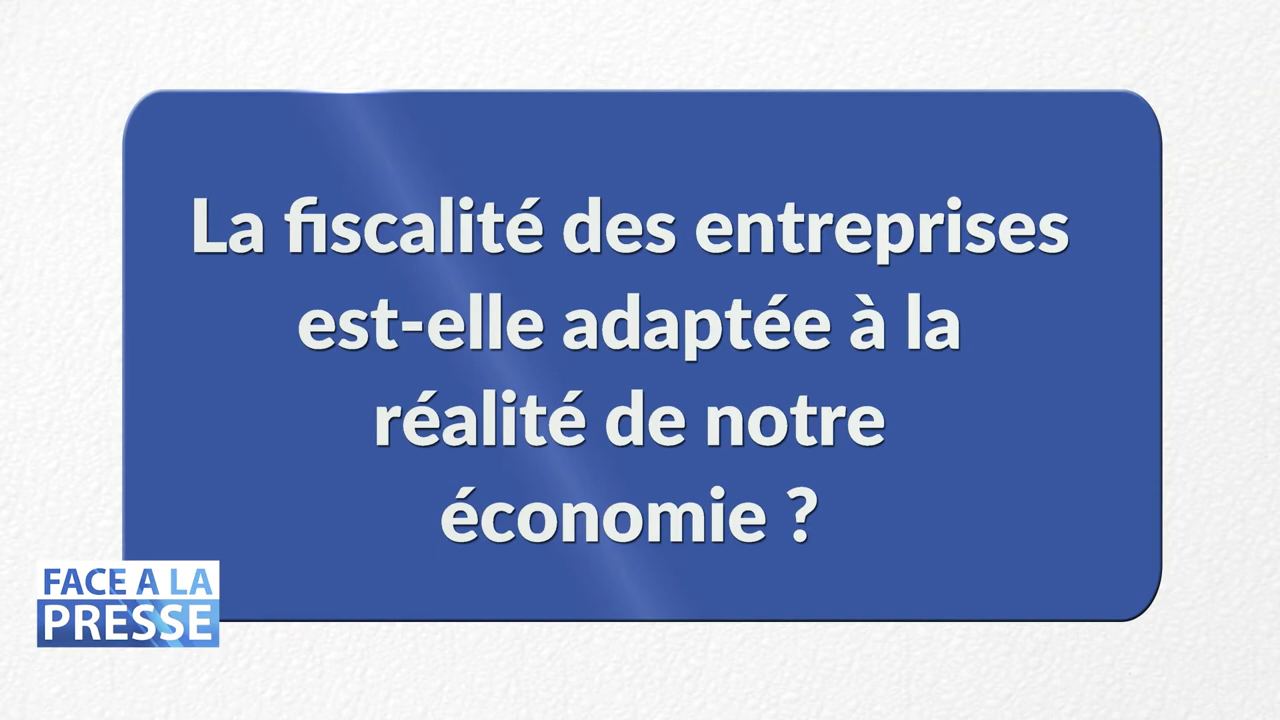 La fiscalité des entreprises
est-elle adaptée à la
réalité de notre
économie ?
FACE A LA
PRESSE